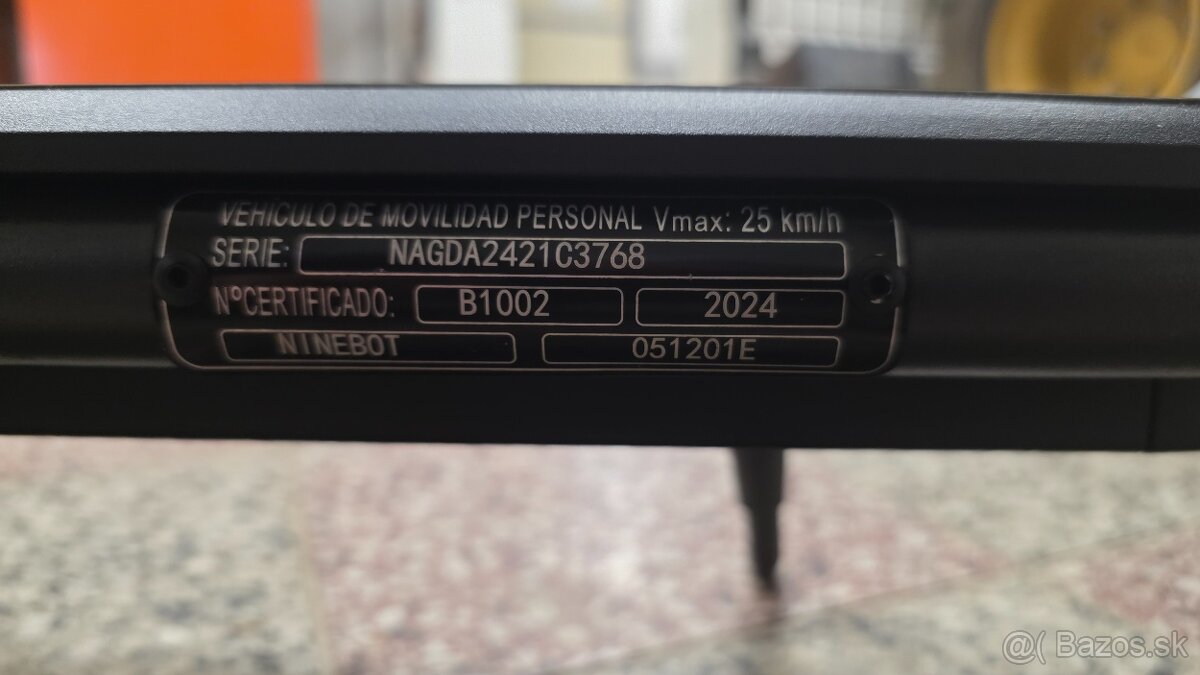 VEHICULO DE MOVILIDAD PERSONAL Vmax: 25 km/h
SERIE: NAGDA2421C3768
NºCERTIFICADO: B1002 2024
NINEBOT 051201E
@( Bazos.sk